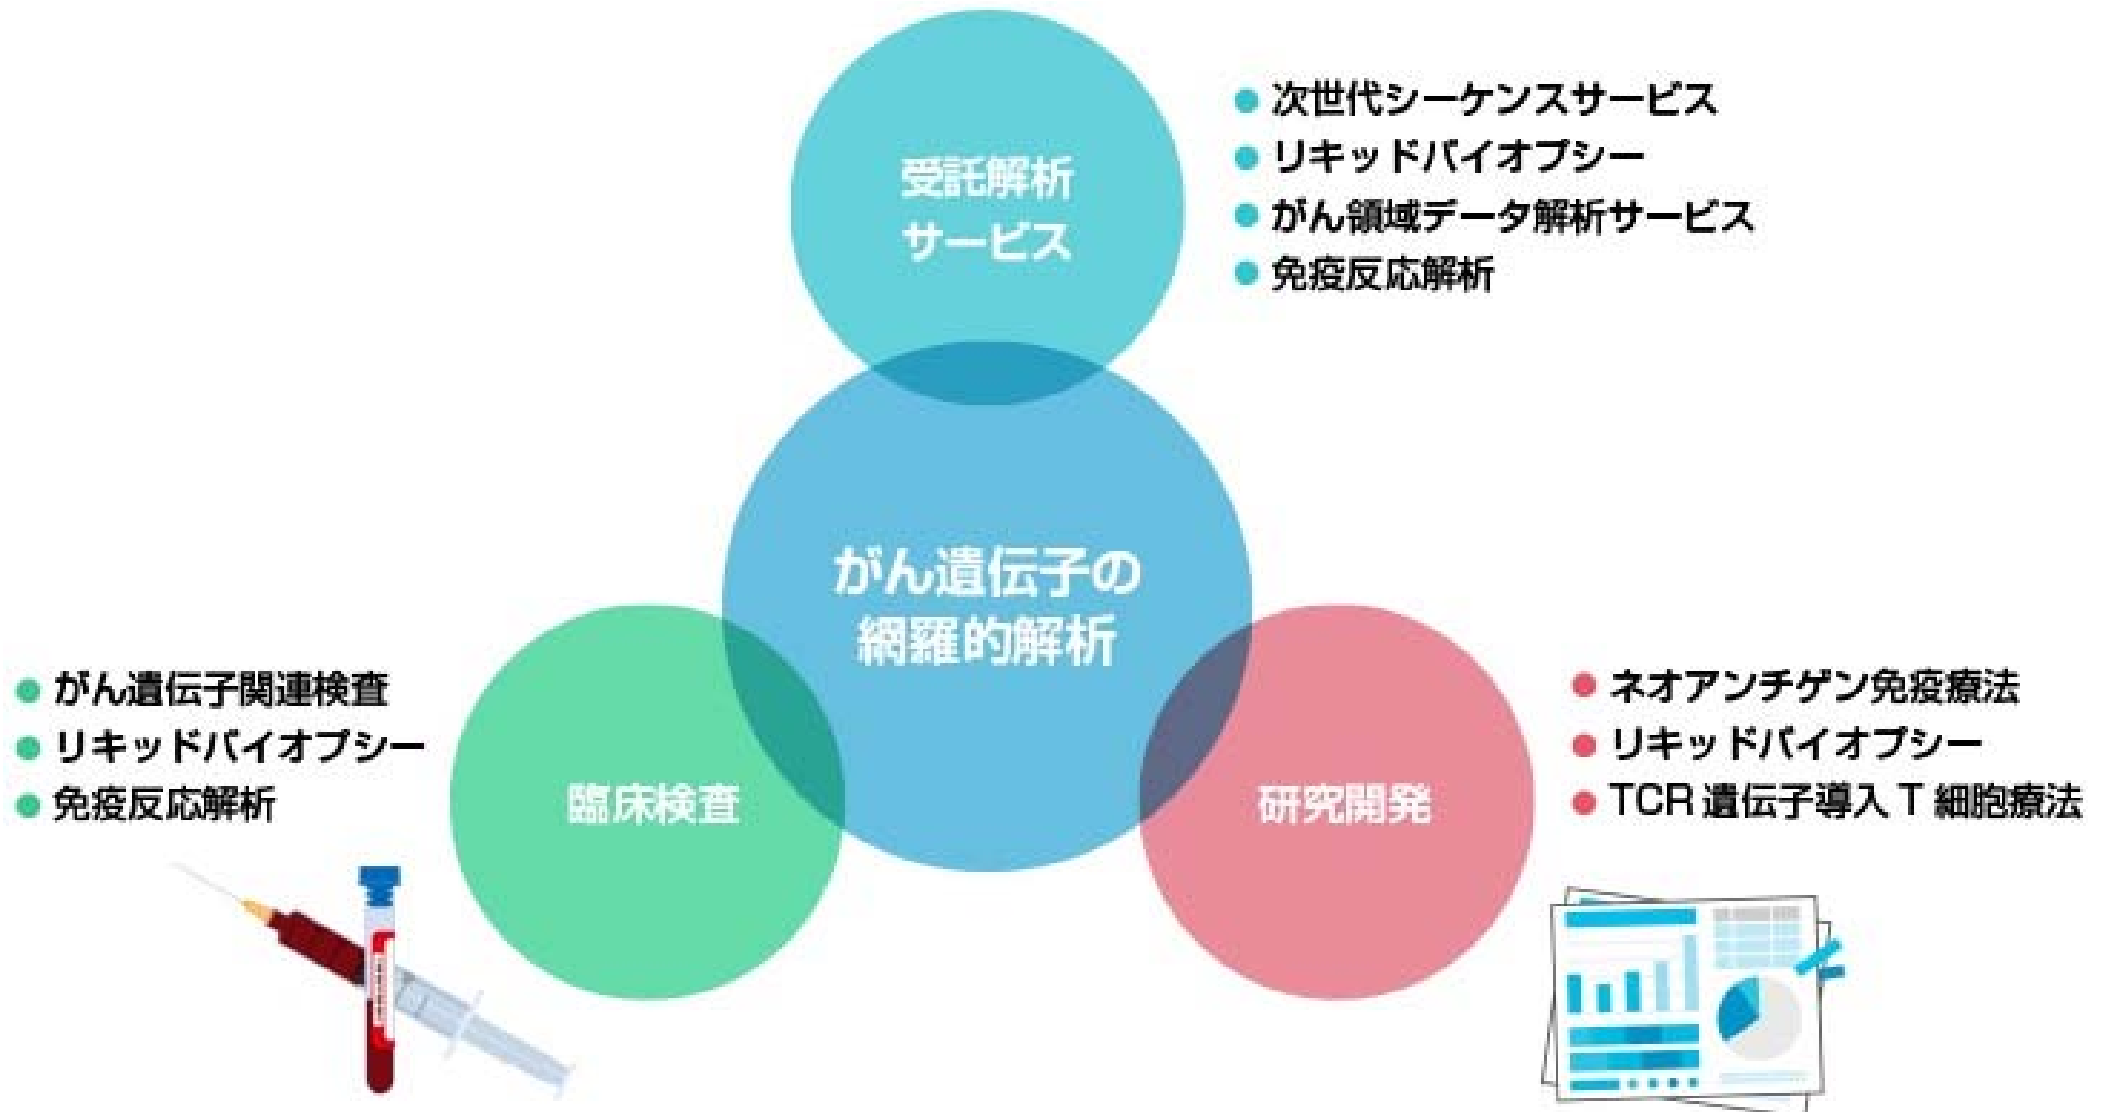 受託解析
サービス
次世代シーケンスサービス
リキッドバイオプシー
がん領域データ解析サービス
免疫反応解析
がん遺伝子の
網羅的解析
がん遺伝子関連検査
リキッドバイオプシー
免疫反応解析
臨床検査
研究開発
ネオアンチゲン免疫療法
リキッドバイオプシー
TCR 遺伝子導入 T 細胞療法